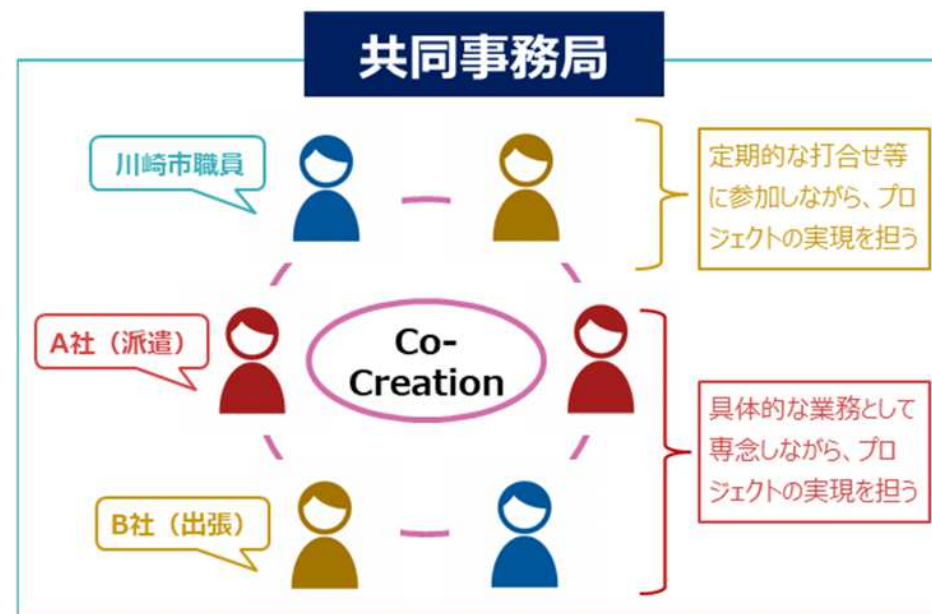 共同事務局
川崎市職員
定期的な打合せ等
に参加しながら、プロ
ジェクトの実現を担う
A社（派遣）
Co-
Creation
具体的な業務として
専念しながら、プロ
ジェクトの実現を担う
B社（出張）